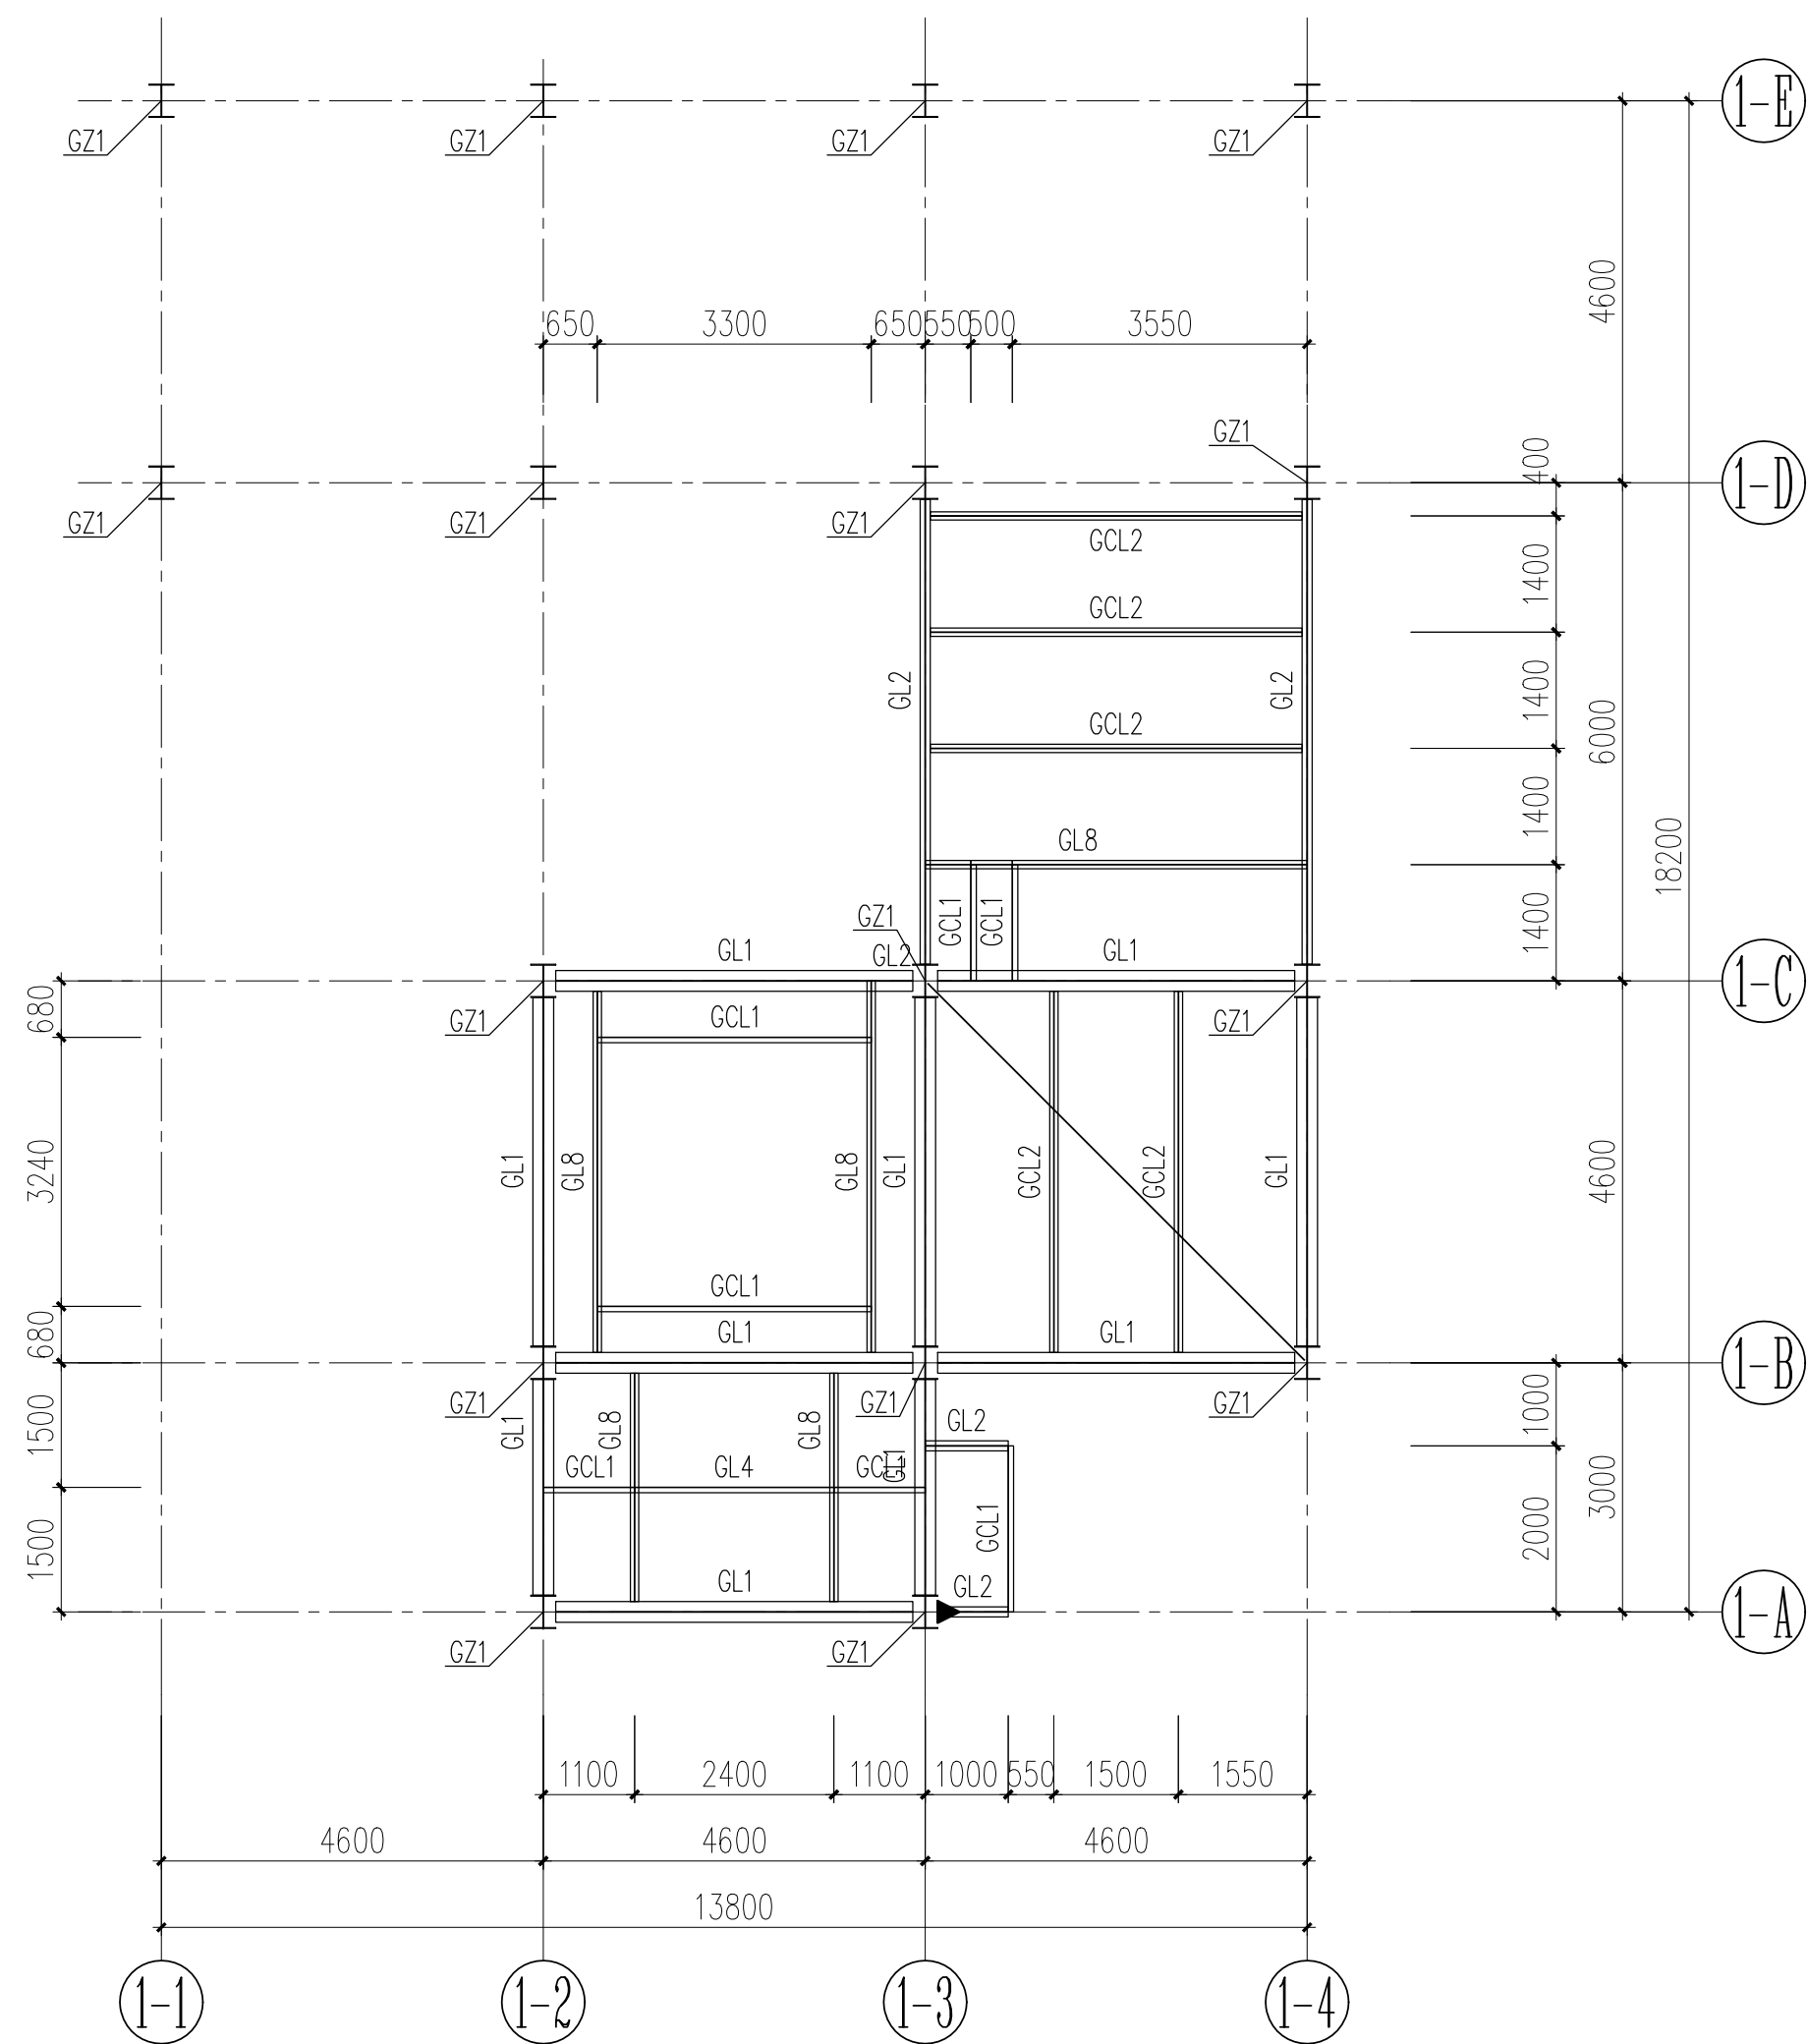 1-E
GZ1 GZ1 GZ1 GZ1
4600
650 3300 650 550 500 3550
GZ1
400
1-D
GZ1 GZ1 GZ1
GCL2
1400
GCL2
GL2 GL2
1400
6000
GCL2
1400
18200
GL8
1400
GZ1
GCL1 GCL1
GL1 GL2 GL1
1-C
680
GZ1 GCL1 GZ1
3240
GL1 GL8 GL8 GL1 GCL2 GCL2 GL1
4600
GCL1
680
GL1 GL1
1-B
GZ1 GZ1 GZ1
1500
GL1 GL8 GL8 GL2
1000
GCL1 GL4 GCL1 GL1
3000
1500
GCL1
2000
GL1 GL2
1-A
GZ1 GZ1
1100 2400 1100 1000 550 1500 1550
4600 4600 4600
13800
1-1 1-2 1-3 1-4